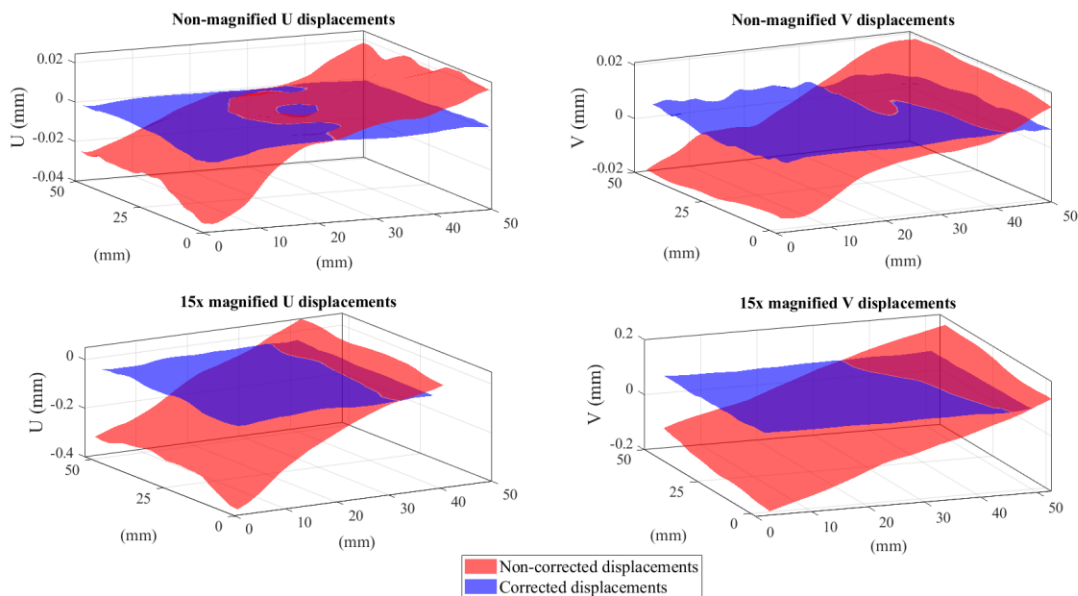 Non-magnified U displacements
0.02
0
-0.02
-0.04
U (mm)
50
25
0
(mm)
0
10
20
30
40
50
(mm)
Non-magnified V displacements
0.02
0
-0.02
V (mm)
50
25
0
(mm)
0
10
20
30
40
50
(mm)
15x magnified U displacements
0
-0.2
-0.4
U (mm)
50
25
0
(mm)
0
10
20
30
40
50
(mm)
15x magnified V displacements
0.2
0
-0.2
V (mm)
50
25
0
(mm)
0
10
20
30
40
50
(mm)
Non-corrected displacements
Corrected displacements